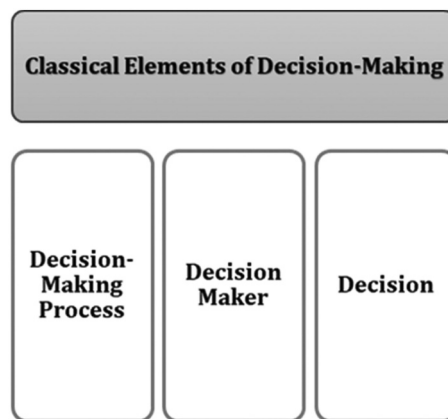 Classical Elements of Decision-Making
Decision-
Making
Process
Decision
Maker
Decision